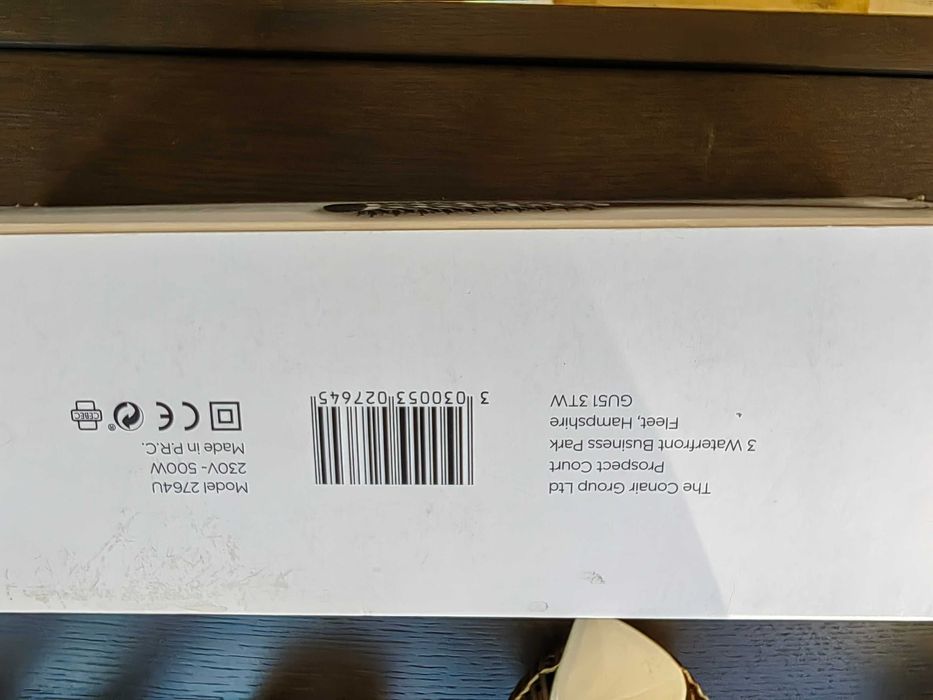 The Conair Group Ltd
Prospect Court
3 Waterfront Business Park
Fleet, Hampshire
GU51 3TW
3 030053 027645
Model 2764U
230V~ 500W
Made in P.R.C.
CE
®
CEBEC